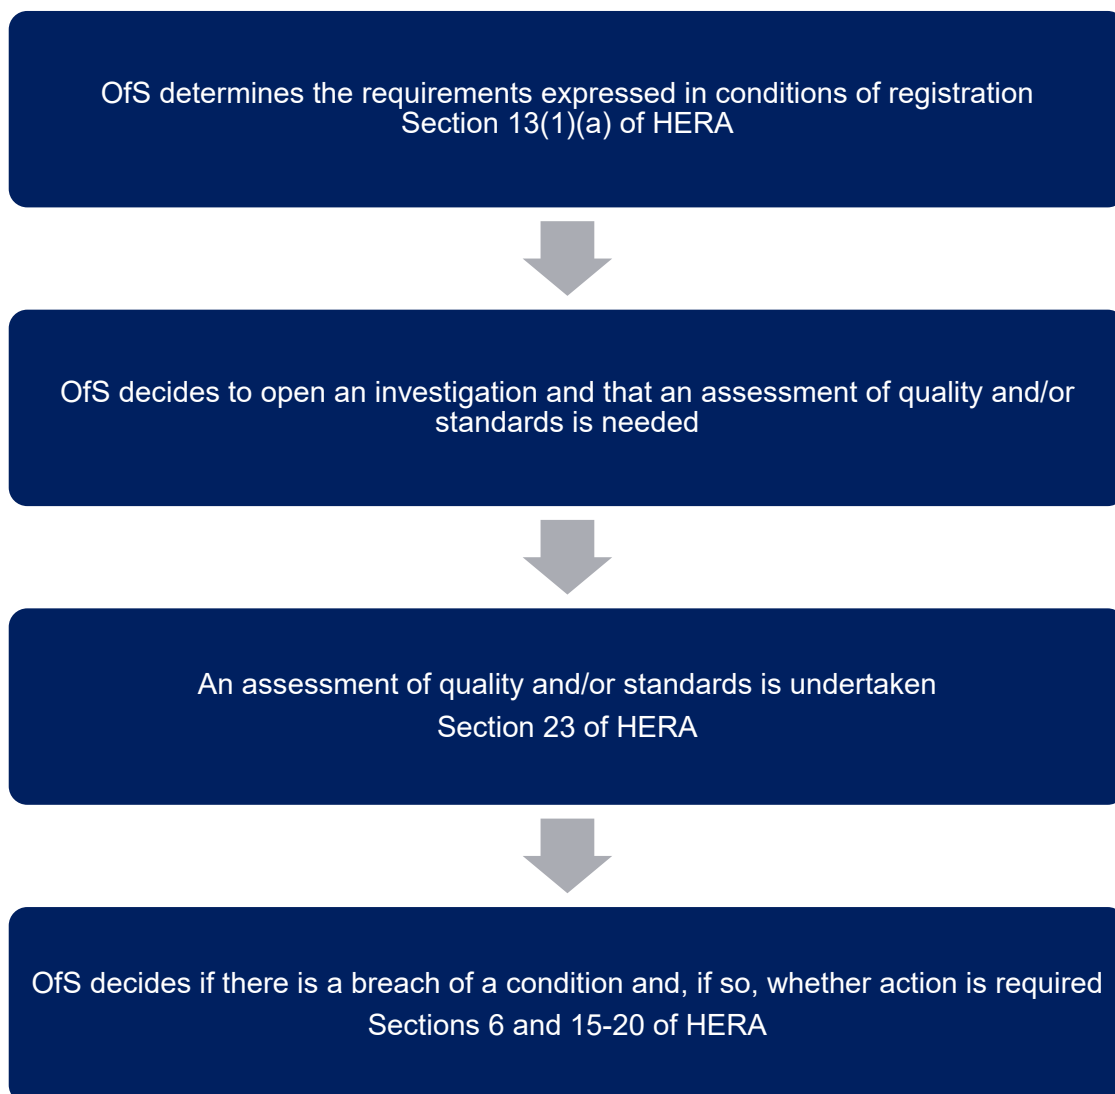 OfS determines the requirements expressed in conditions of registration
Section 13(1)(a) of HERA
OfS decides to open an investigation and that an assessment of quality and/or
standards is needed
An assessment of quality and/or standards is undertaken
Section 23 of HERA
OfS decides if there is a breach of a condition and, if so, whether action is required
Sections 6 and 15-20 of HERA